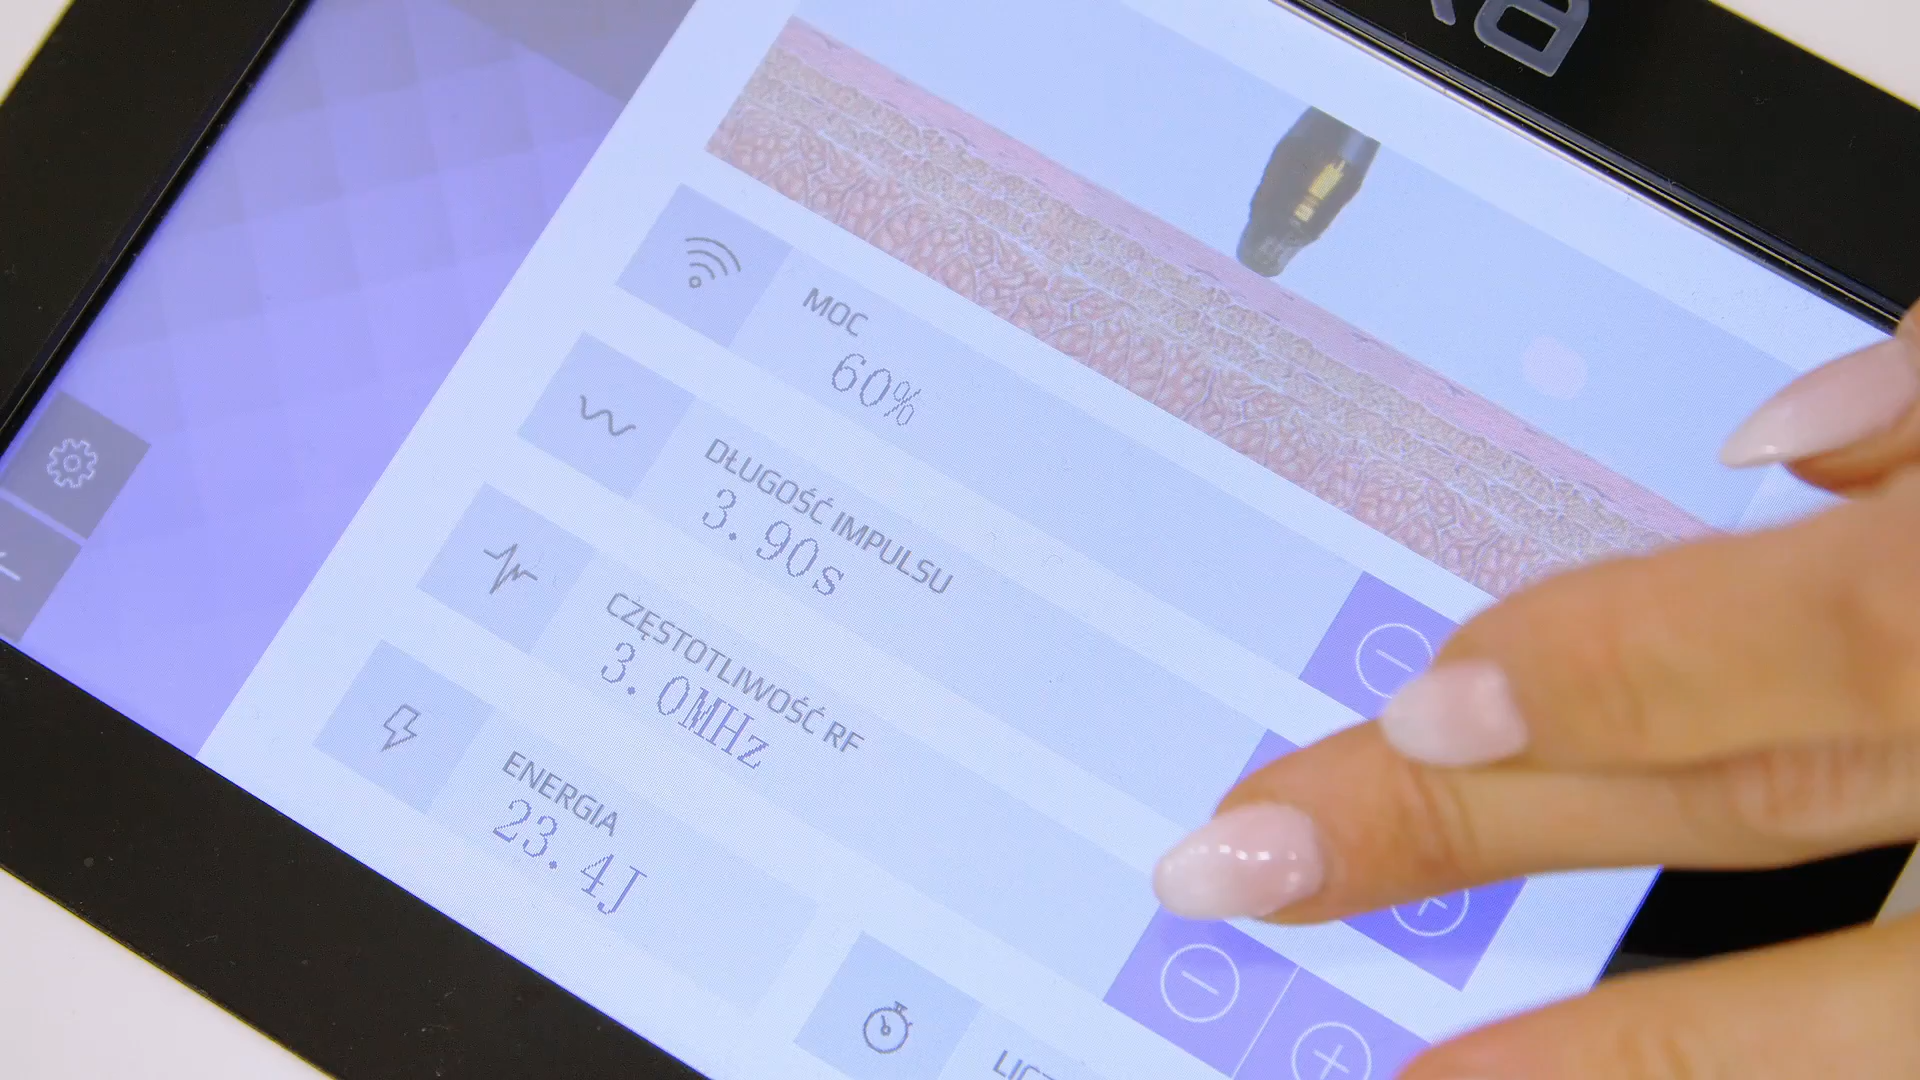 MOC
60%
DŁUGOŚĆ IMPULSU
3.90s
CZĘSTOTLIWOŚĆ RF
3.0MHz
ENERGIA
23.4J